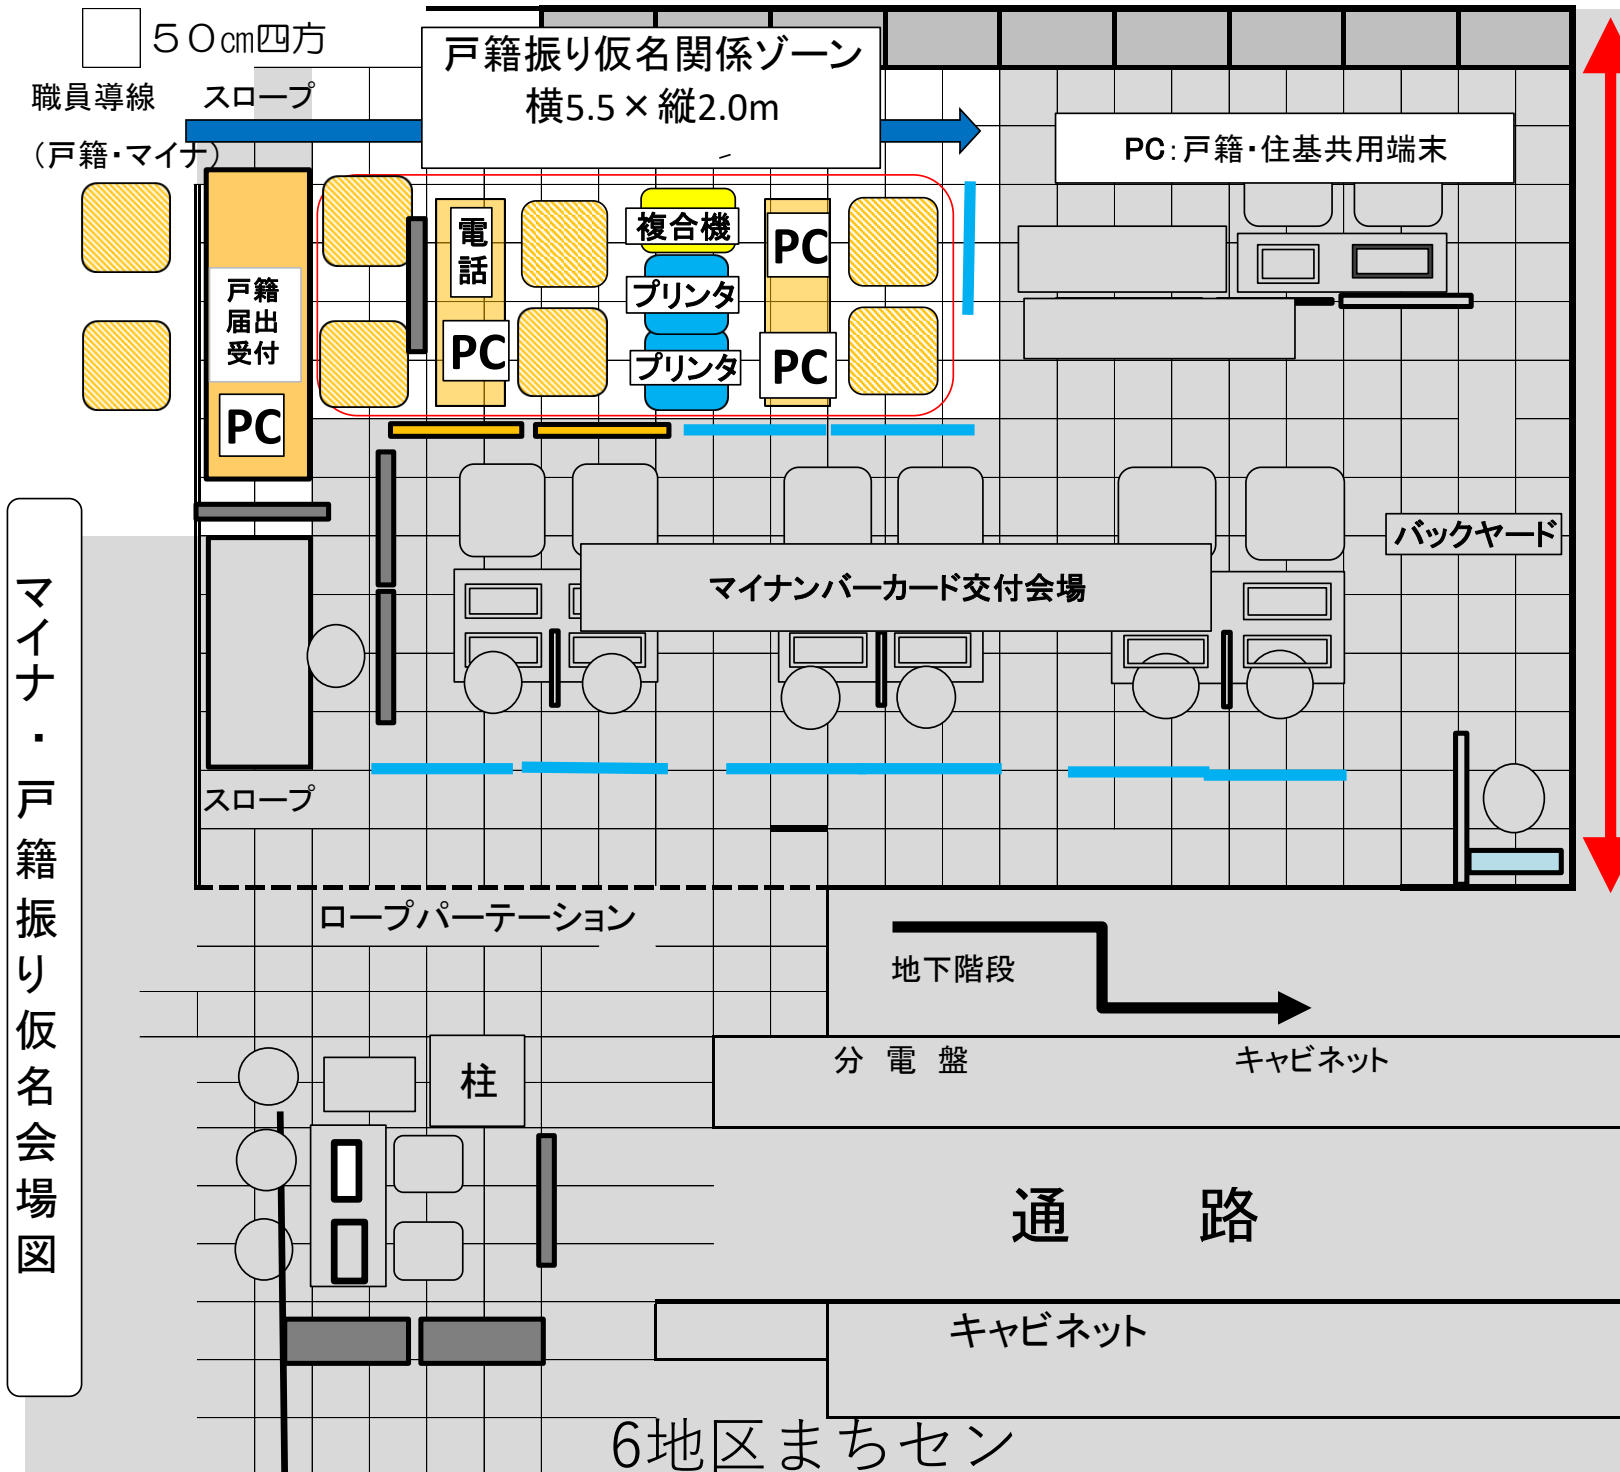 ５０㎝四方
職員導線
（戸籍・マイナ）
スロープ
戸籍振り仮名関係ゾーン
横5.5×縦2.0m
PC：戸籍・住基共用端末
戸籍
届出
受付
PC
電話
PC
複合機
プリンタ
プリンタ
PC
PC
バックヤード
マイナンバーカード交付会場
マイナ・戸籍振り仮名会場図
スロープ
ロープパーテーション
地下階段
分電盤
キャビネット
柱
通路
キャビネット
6地区まちセン